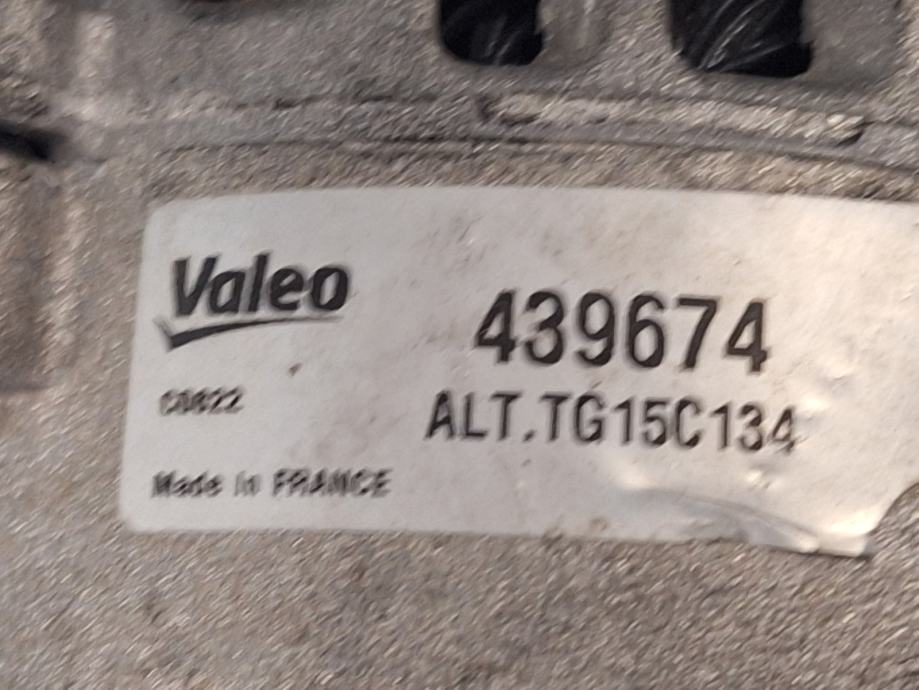 Valeo
439674
C0822
ALT.TG15C134
Made in FRANCE